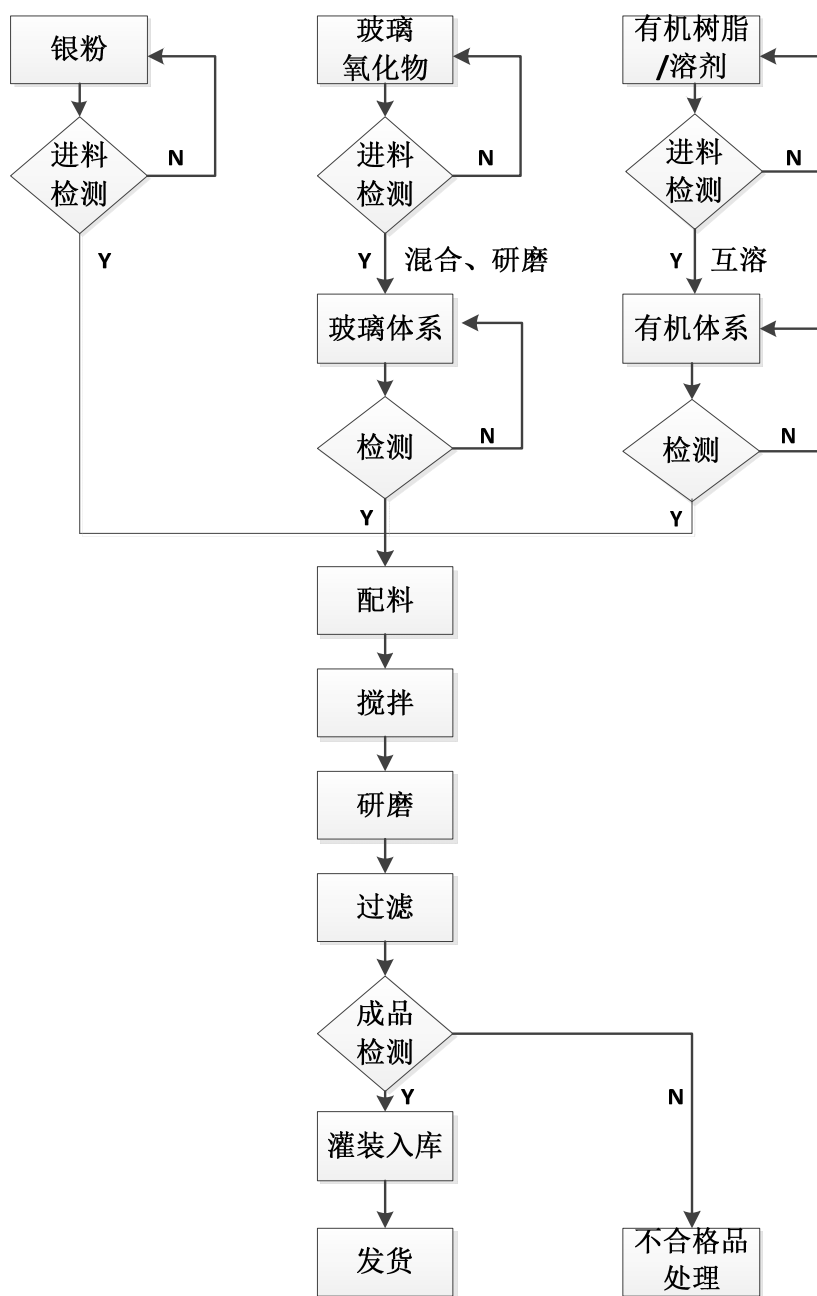 银粉
玻璃
氧化物
有机树脂
/溶剂
进料
检测
N
进料
检测
N
进料
检测
N
Y
Y
混合、研磨
Y
互溶
玻璃体系
有机体系
检测
N
检测
N
Y
Y
配料
搅拌
研磨
过滤
成品
检测
Y
N
灌装入库
发货
不合格品
处理